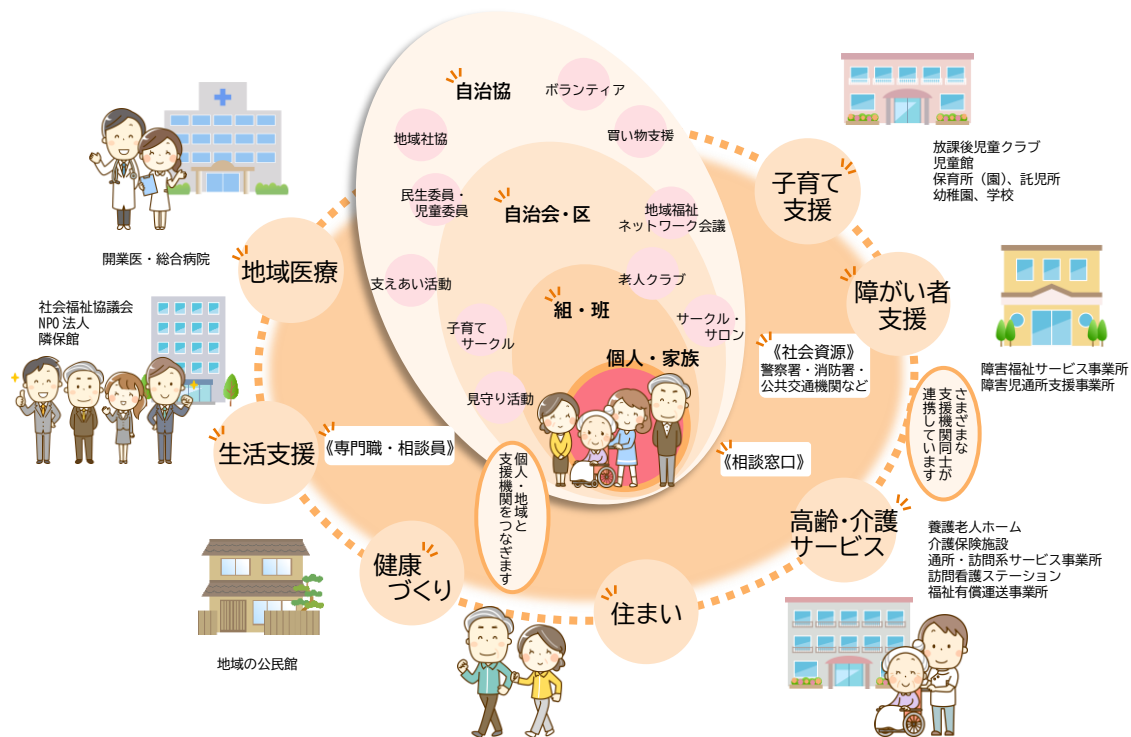 自治協
ボランティア
地域社協
買い物支援
民生委員・
児童委員
自治会・区
地域福祉
ネットワーク会議
支えあい活動
老人クラブ
組・班
子育て
サークル
サークル・
サロン
個人・家族
見守り活動
子育て
支援
放課後児童クラブ
児童館
保育所（園）、託児所
幼稚園、学校
障がい者
支援
障害福祉サービス事業所
障害児通所支援事業所
《社会資源》
警察署・消防署・
公共交通機関など
さまざまな
支援機関同士が
連携しています
《相談窓口》
高齢・介護
サービス
養護老人ホーム
介護保険施設
通所・訪問系サービス事業所
訪問看護ステーション
福祉有償運送事業所
住まい
個人・地域と
支援機関をつなぎます
健康
づくり
地域の公民館
生活支援
《専門職・相談員》
社会福祉協議会
NPO法人
隣保館
地域医療
開業医・総合病院